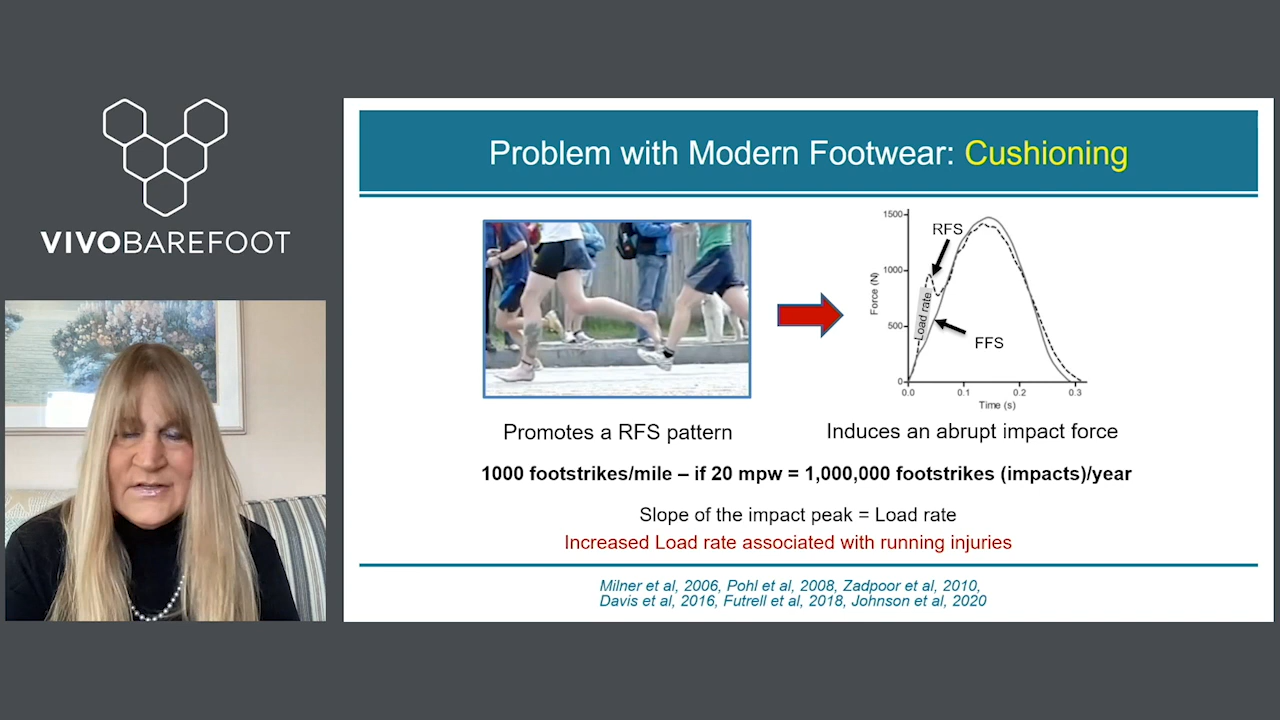 VIVOBAREFOOT
Problem with Modern Footwear: Cushioning
1500
1000
500
0
Force (N)
RFS
Load rate
FFS
0.0
0.1
0.2
0.3
Time (s)
Promotes a RFS pattern
Induces an abrupt impact force
1000 footstrikes/mile – if 20 mpw = 1,000,000 footstrikes (impacts)/year
Slope of the impact peak = Load rate
Increased Load rate associated with running injuries
Milner et al, 2006, Pohl et al, 2008, Zadpoor et al, 2010,
Davis et al, 2016, Futrell et al, 2018, Johnson et al, 2020